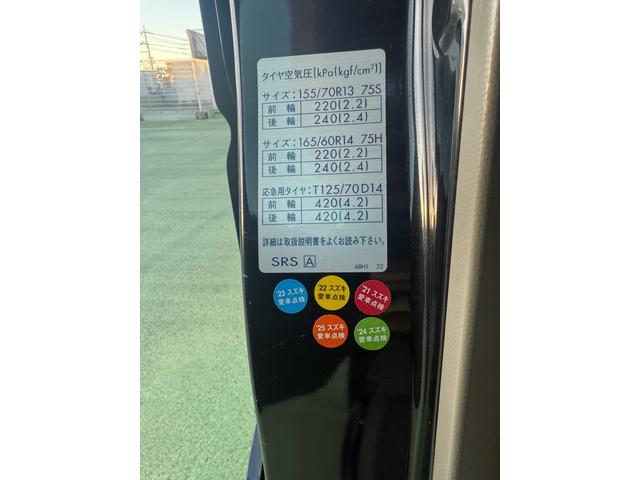 タイヤ空気圧[kPa(kgf/cm²)]
サイズ:155/70R13 75S
前輪 220(2.2)
後輪 240(2.4)
サイズ:165/60R14 75H
前輪 220(2.2)
後輪 240(2.4)
応急用タイヤ:T125/70D14
前輪 420(4.2)
後輪 420(4.2)
詳細は取扱説明書をよくお読み下さい。
SRS A 68H1 22
'23 スズキ
愛車点検
'22 スズキ
愛車点検
'21 スズキ
愛車点検
'25 スズキ
愛車点検
'24 スズキ
愛車点検